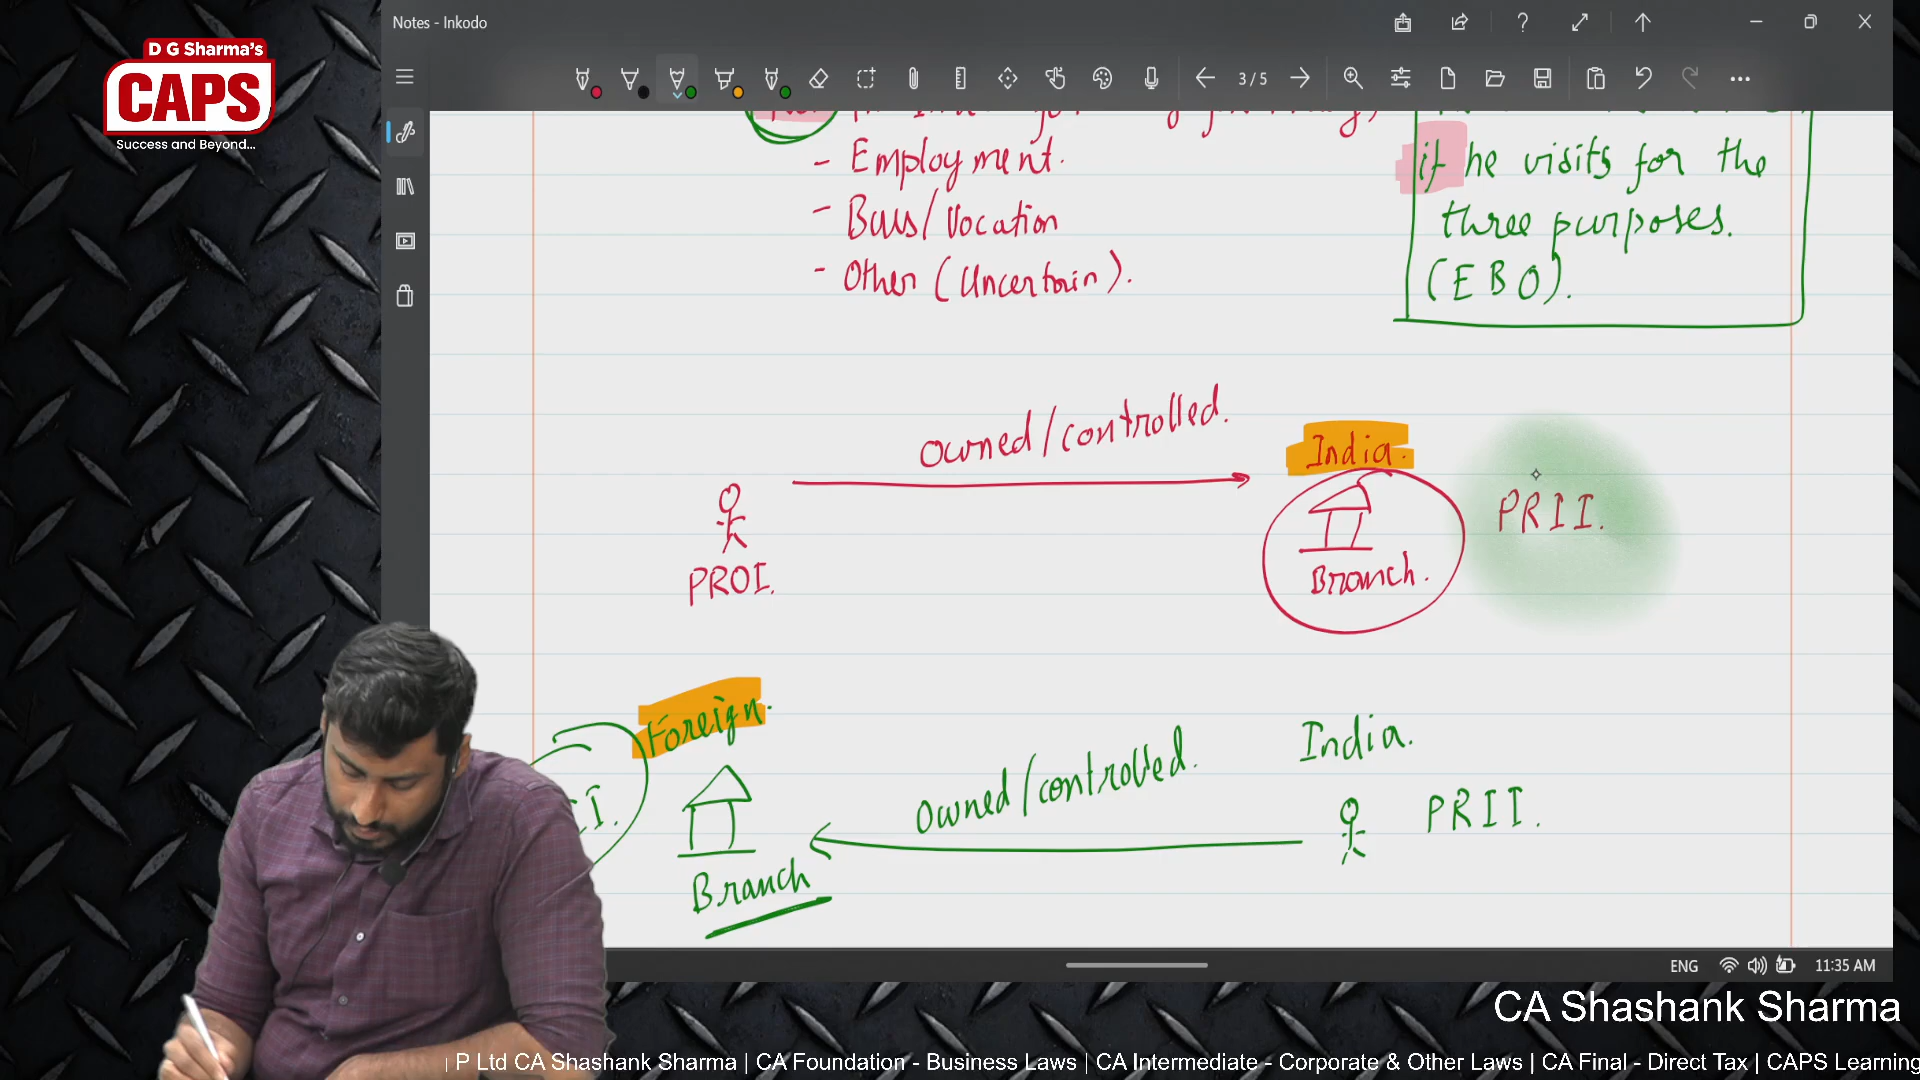 D G Sharma's
CAPS
Success and Beyond...
Notes - Inkodo
3 / 5
- Employment.
- Buss/Vocation
- Other (Uncertain).
if he visits for the
three purposes.
(EBO).
Owned/controlled.
India.
PRII.
PROI.
Branch.
Foreign.
India.
Owned/controlled.
PRII.
Branch
ENG
11:35 AM
CA Shashank Sharma
P Ltd CA Shashank Sharma | CA Foundation - Business Laws | CA Intermediate - Corporate & Other Laws | CA Final - Direct Tax | CAPS Learning